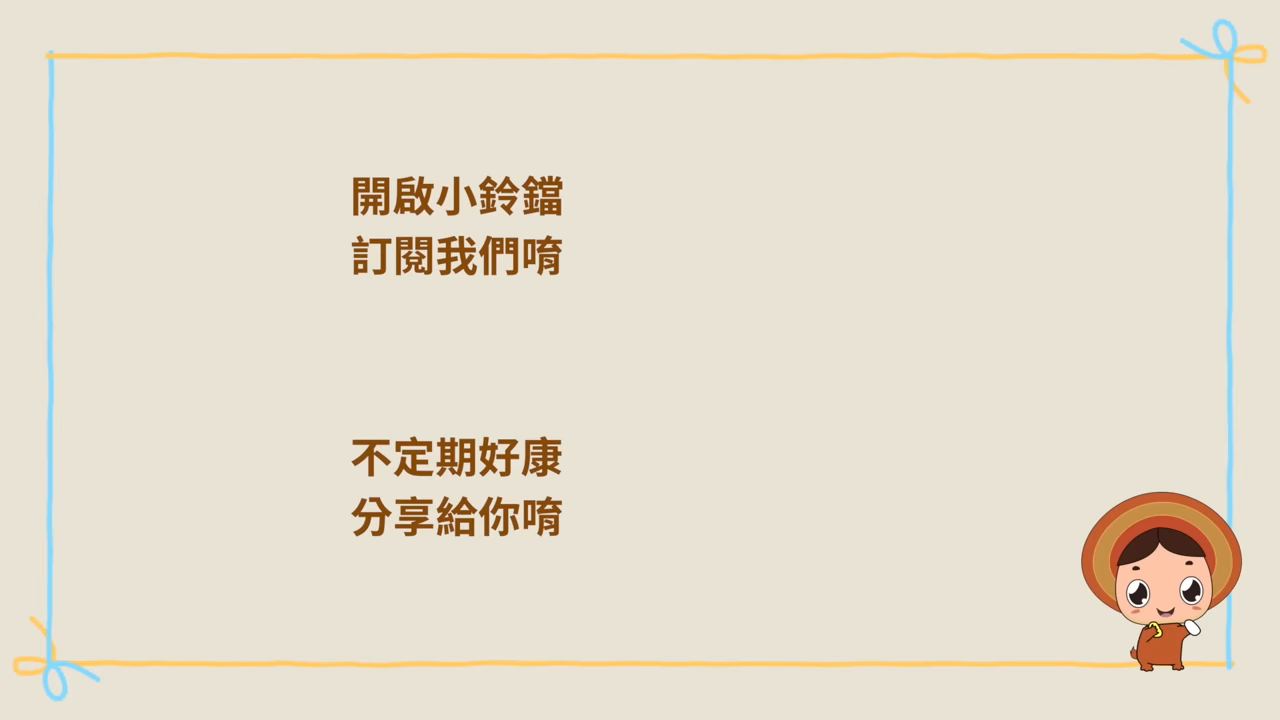 開啟小鈴鐺
訂閱我們唷
不定期好康
分享給你唷